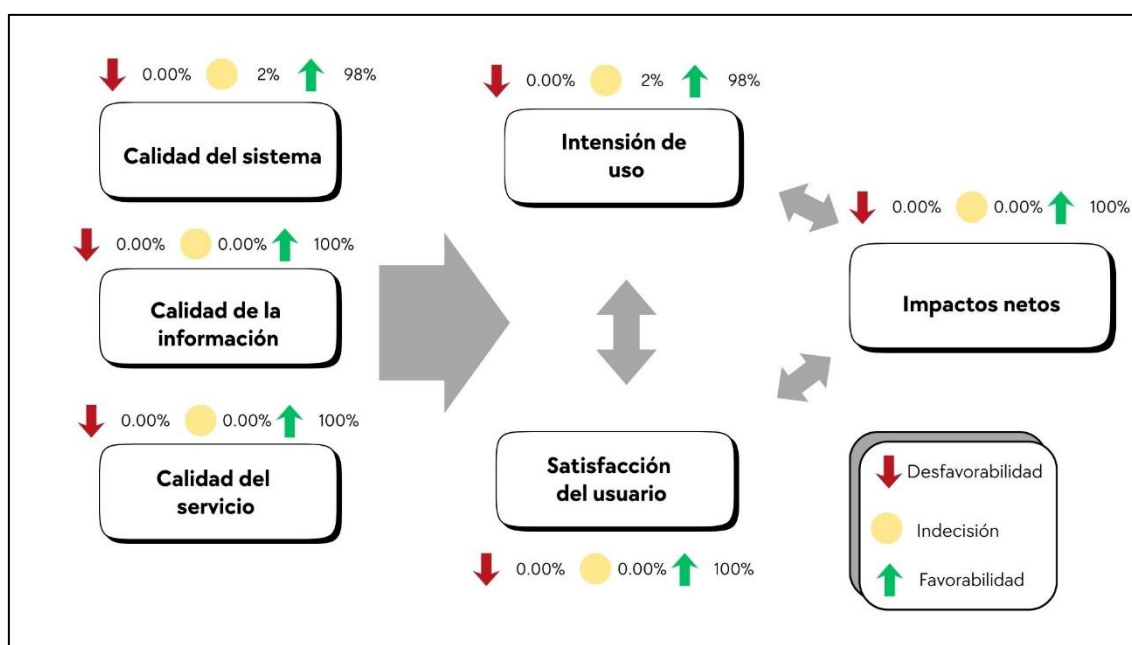 0.00% 2% 98%
Calidad del sistema
0.00% 0.00% 100%
Calidad de la
información
0.00% 0.00% 100%
Calidad del
servicio
0.00% 2% 98%
Intensión de
uso
Satisfacción
del usuario
0.00% 0.00% 100%
0.00% 0.00% 100%
Impactos netos
Desfavorabilidad
Indecisión
Favorabilidad